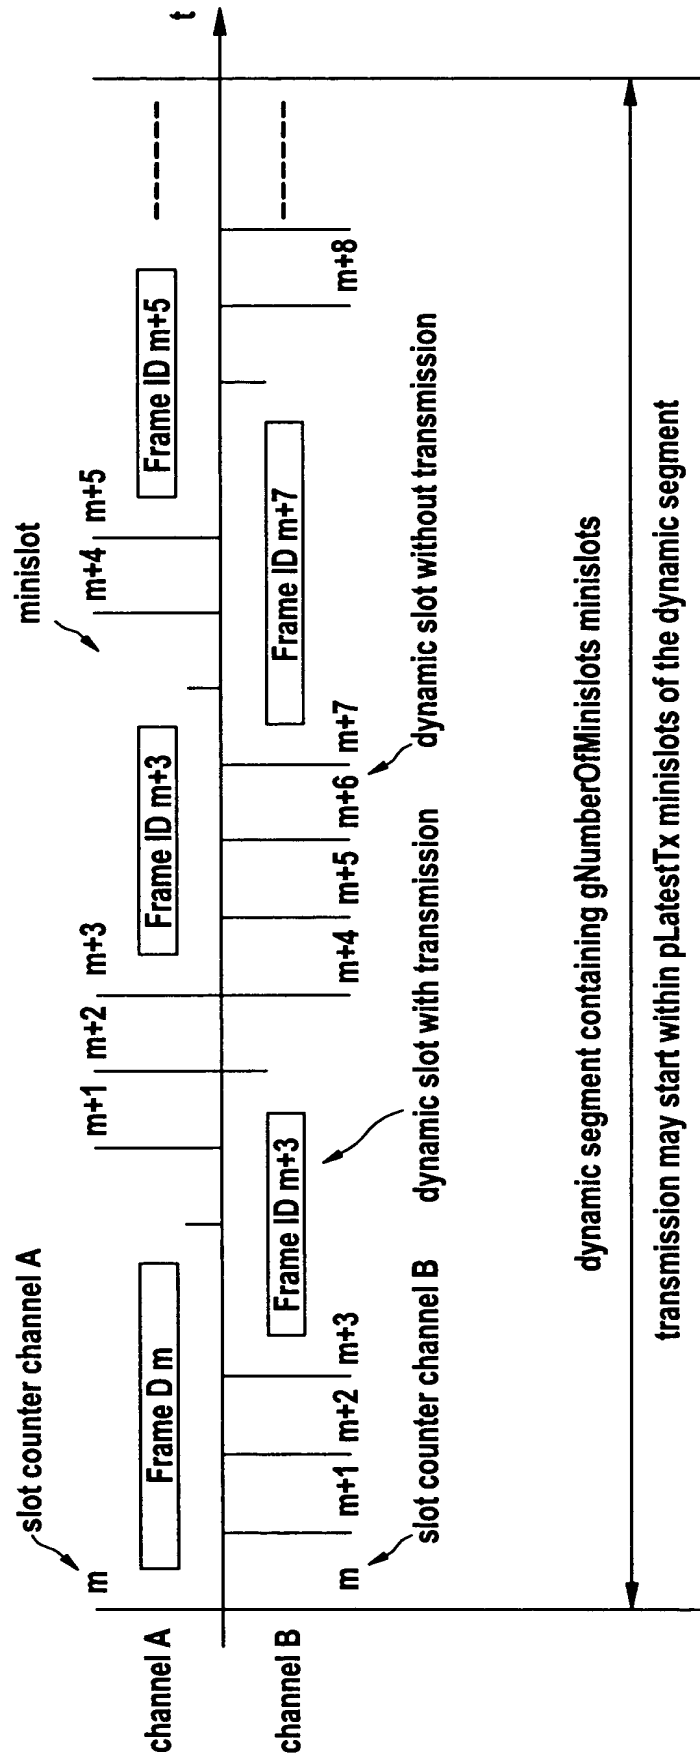 slot counter channel A
minislot
m
m+1
m+2
m+3
m+4
m+5
t
channel A
Frame D m
Frame ID m+3
Frame ID m+5
channel B
Frame ID m+3
Frame ID m+7
m
m+1
m+2
m+3
m+4
m+5
m+6
m+7
m+8
slot counter channel B
dynamic slot with transmission
dynamic slot without transmission
dynamic segment containing gNumberOfMinislots minislots
transmission may start within pLatestTx minislots of the dynamic segment